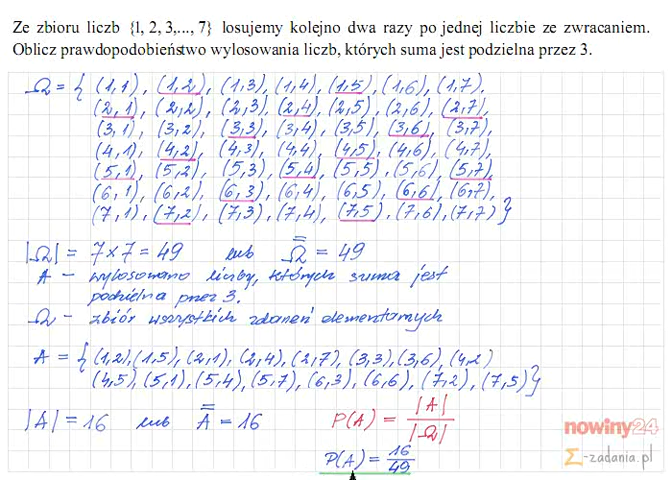 Ze zbioru liczb {1, 2, 3,..., 7} losujemy kolejno dwa razy po jednej liczbie ze zwracaniem.
Oblicz prawdopodobieństwo wylosowania liczb, których suma jest podzielna przez 3.
Ω = { (1,1), (1,2), (1,3), (1,4), (1,5), (1,6), (1,7),
(2,1), (2,2), (2,3), (2,4), (2,5), (2,6), (2,7),
(3,1), (3,2), (3,3), (3,4), (3,5), (3,6), (3,7),
(4,1), (4,2), (4,3), (4,4), (4,5), (4,6), (4,7),
(5,1), (5,2), (5,3), (5,4), (5,5), (5,6), (5,7),
(6,1), (6,2), (6,3), (6,4), (6,5), (6,6), (6,7),
(7,1), (7,2), (7,3), (7,4), (7,5), (7,6), (7,7) }
|Ω| = 7×7 = 49 lub Ω̿ = 49
A – wylosowano liczby, których suma jest
podzielna przez 3.
Ω – zbiór wszystkich zdarzeń elementarnych
A = { (1,2), (1,5), (2,1), (2,4), (2,7), (3,3), (3,6), (4,2)
(4,5), (5,1), (5,4), (5,7), (6,3), (6,6), (7,2), (7,5) }
|A| = 16 lub A̿ = 16 P(A) = |A|/|Ω|
P(A) = 16/49
nowiny24
Σ-zadania.pl